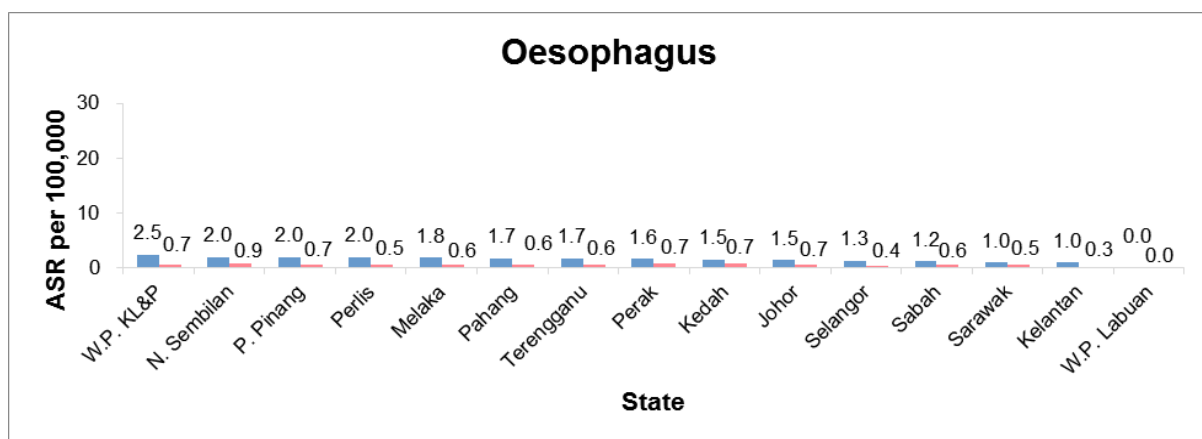 Oesophagus
ASR per 100,000
30
20
10
0
2.5 0.7 2.0 0.9 2.0 0.7 2.0 0.5 1.8 0.6 1.7 0.6 1.7 0.6 1.6 0.7 1.5 0.7 1.5 0.7 1.3 0.4 1.2 0.6 1.0 0.5 1.0 0.3 0.0 0.0
W.P. KL&P
N. Sembilan
P. Pinang
Perlis
Melaka
Pahang
Terengganu
Perak
Kedah
Johor
Selangor
Sabah
Sarawak
Kelantan
W.P. Labuan
State